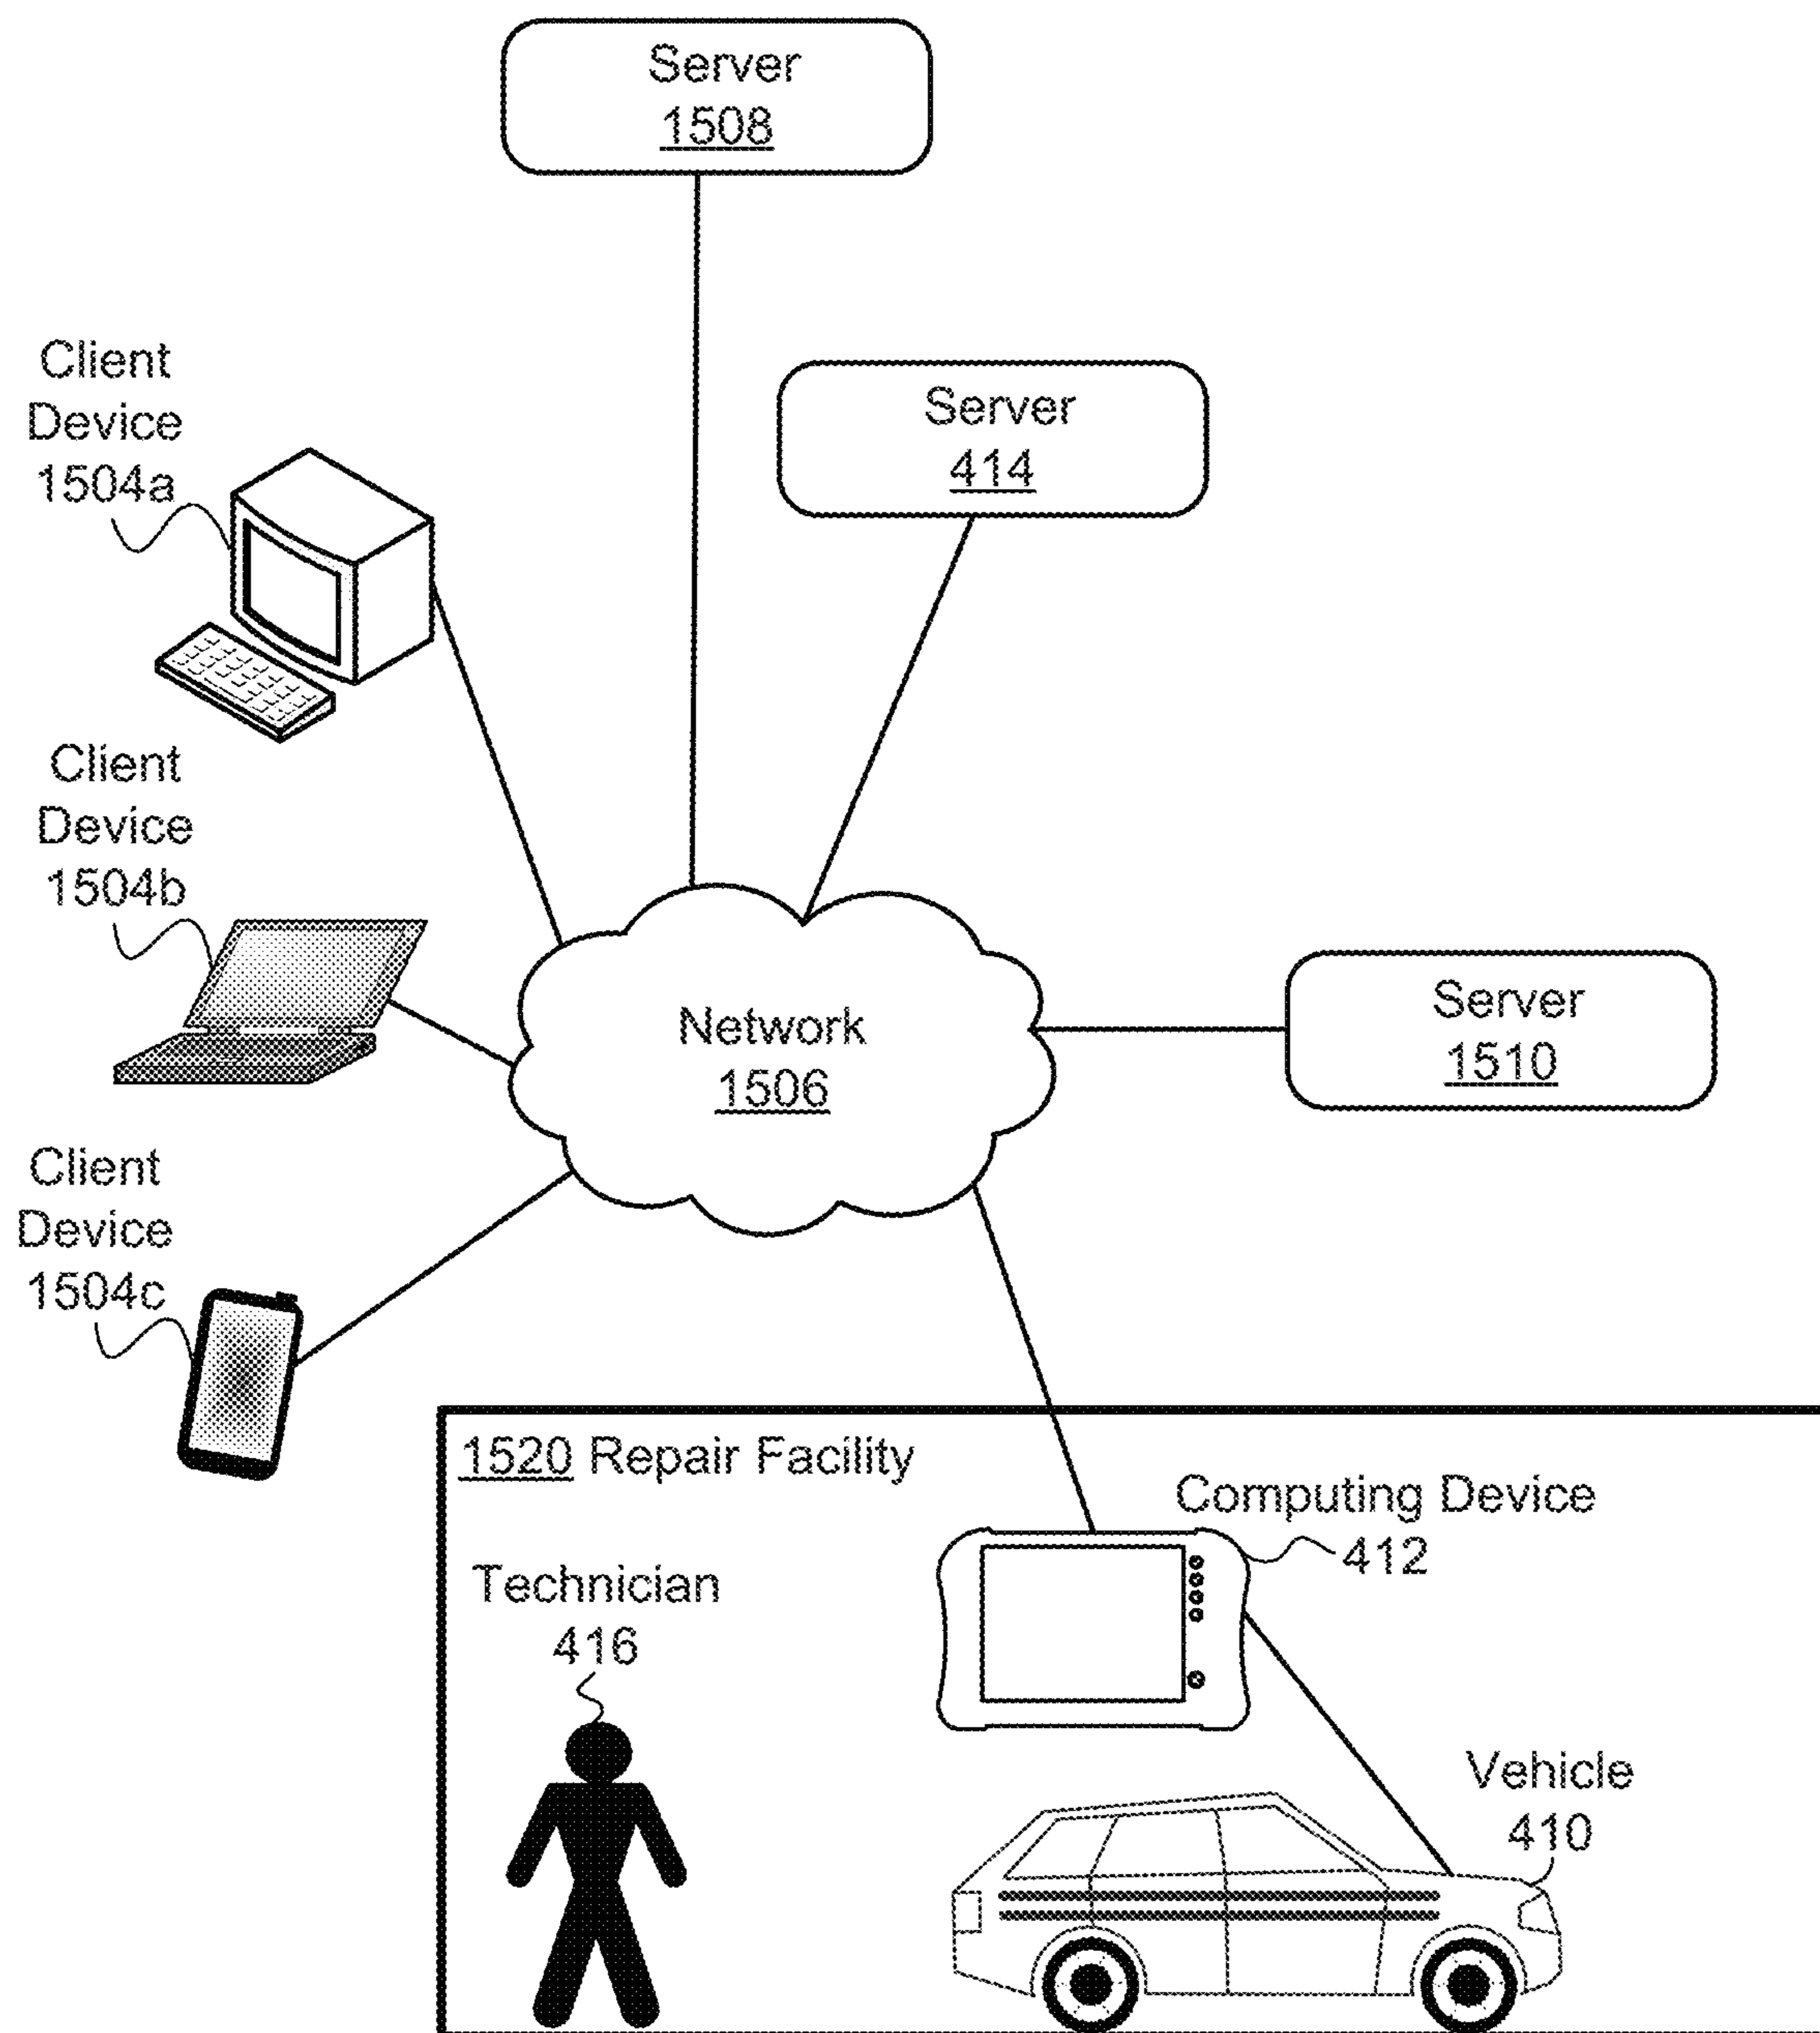 Server
1508
Client
Device
1504a
Server
414
Client
Device
1504b
Network
1506
Server
1510
Client
Device
1504c
1520 Repair Facility
Computing Device
412
Technician
416
Vehicle
410